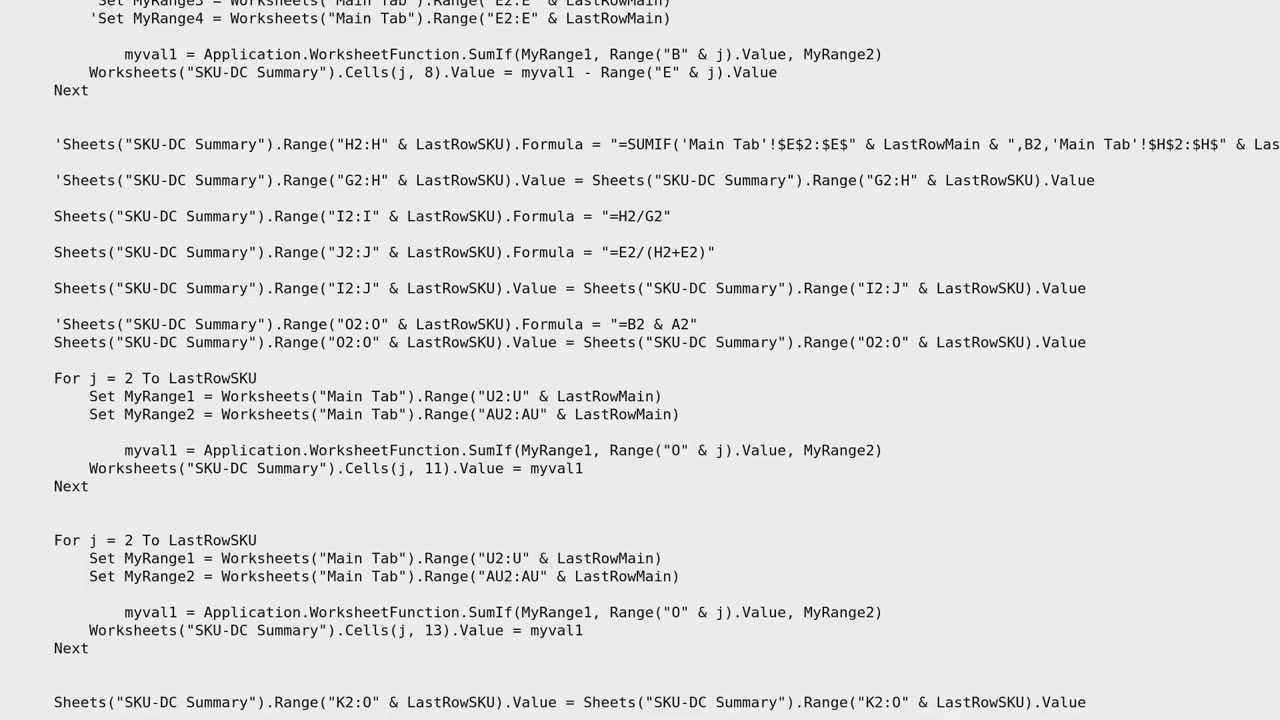 'Set MyRange3 = Worksheets("Main Tab").Range("E2:E" & LastRowMain)
'Set MyRange4 = Worksheets("Main Tab").Range("E2:E" & LastRowMain)
myval1 = Application.WorksheetFunction.SumIf(MyRange1, Range("B" & j).Value, MyRange2)
Worksheets("SKU-DC Summary").Cells(j, 8).Value = myval1 - Range("E" & j).Value
Next
'Sheets("SKU-DC Summary").Range("H2:H" & LastRowSKU).Formula = "=SUMIF('Main Tab'!$E$2:$E$" & LastRowMain & ",B2,'Main Tab'!$H$2:$H$" & Las
'Sheets("SKU-DC Summary").Range("G2:H" & LastRowSKU).Value = Sheets("SKU-DC Summary").Range("G2:H" & LastRowSKU).Value
Sheets("SKU-DC Summary").Range("I2:I" & LastRowSKU).Formula = "=H2/G2"
Sheets("SKU-DC Summary").Range("J2:J" & LastRowSKU).Formula = "=E2/(H2+E2)"
Sheets("SKU-DC Summary").Range("I2:J" & LastRowSKU).Value = Sheets("SKU-DC Summary").Range("I2:J" & LastRowSKU).Value
'Sheets("SKU-DC Summary").Range("O2:O" & LastRowSKU).Formula = "=B2 & A2"
Sheets("SKU-DC Summary").Range("O2:O" & LastRowSKU).Value = Sheets("SKU-DC Summary").Range("O2:O" & LastRowSKU).Value
For j = 2 To LastRowSKU
Set MyRange1 = Worksheets("Main Tab").Range("U2:U" & LastRowMain)
Set MyRange2 = Worksheets("Main Tab").Range("AU2:AU" & LastRowMain)
myval1 = Application.WorksheetFunction.SumIf(MyRange1, Range("O" & j).Value, MyRange2)
Worksheets("SKU-DC Summary").Cells(j, 11).Value = myval1
Next
For j = 2 To LastRowSKU
Set MyRange1 = Worksheets("Main Tab").Range("U2:U" & LastRowMain)
Set MyRange2 = Worksheets("Main Tab").Range("AU2:AU" & LastRowMain)
myval1 = Application.WorksheetFunction.SumIf(MyRange1, Range("O" & j).Value, MyRange2)
Worksheets("SKU-DC Summary").Cells(j, 13).Value = myval1
Next
Sheets("SKU-DC Summary").Range("K2:O" & LastRowSKU).Value = Sheets("SKU-DC Summary").Range("K2:O" & LastRowSKU).Value